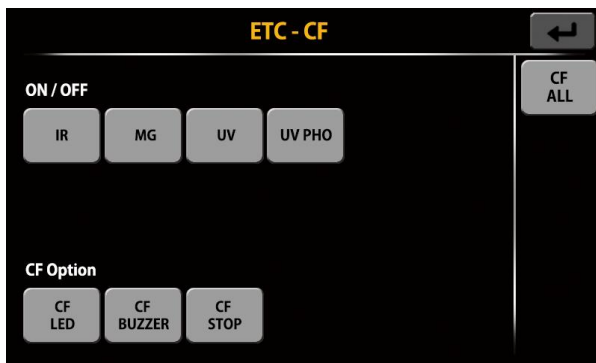 ETC - CF
CF
ALL
ON / OFF
IR MG UV UV PHO
CF Option
CF
LED
CF
BUZZER
CF
STOP